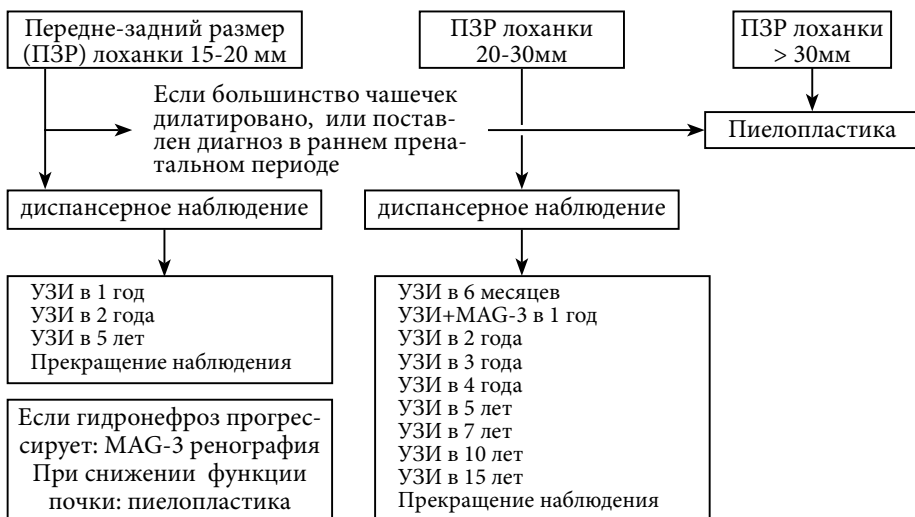 Передне-задний размер
(ПЗР) лоханки 15-20 мм
ПЗР лоханки
20-30мм
ПЗР лоханки
> 30мм
Если большинство чашечек
дилатировано, или постав-
лен диагноз в раннем прена-
тальном периоде
Пиелопластика
диспансерное наблюдение
диспансерное наблюдение
УЗИ в 1 год
УЗИ в 2 года
УЗИ в 5 лет
Прекращение наблюдения
Если гидронефроз прогрес-
сирует: MAG-3 ренография
При снижении функции
почки: пиелопластика
УЗИ в 6 месяцев
УЗИ+MAG-3 в 1 год
УЗИ в 2 года
УЗИ в 3 года
УЗИ в 4 года
УЗИ в 5 лет
УЗИ в 7 лет
УЗИ в 10 лет
УЗИ в 15 лет
Прекращение наблюдения